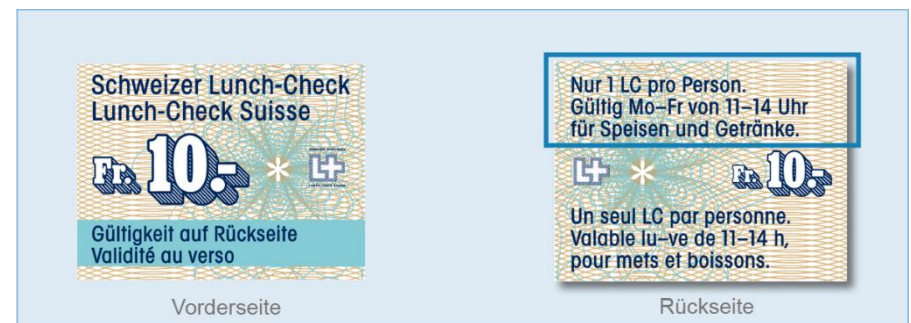 Schweizer Lunch-Check
Lunch-Check Suisse
Fr. 10.-
L+
Gültigkeit auf Rückseite
Validité au verso
Vorderseite
Nur 1 LC pro Person.
Gültig Mo–Fr von 11–14 Uhr
für Speisen und Getränke.
L+ Fr. 10.-
Un seul LC par personne.
Valable lu–ve de 11–14 h,
pour mets et boissons.
Rückseite